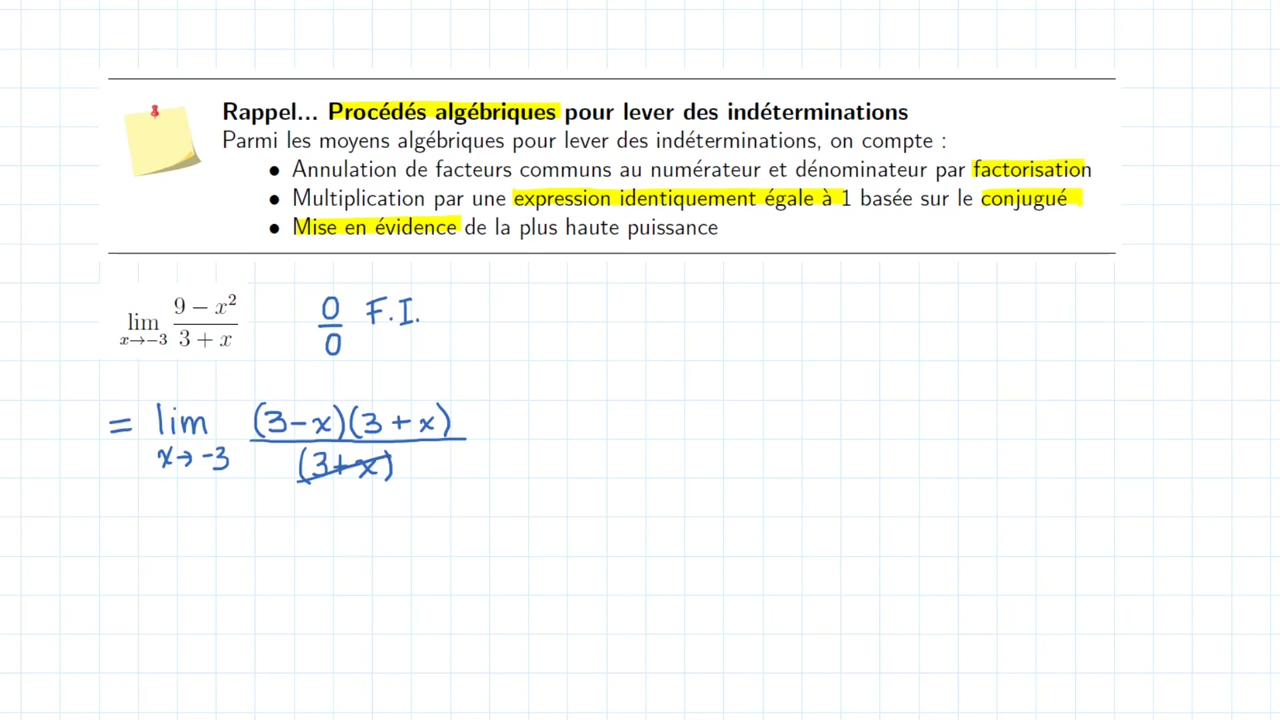 Rappel... Procédés algébriques pour lever des indéterminations
Parmi les moyens algébriques pour lever des indéterminations, on compte :
• Annulation de facteurs communs au numérateur et dénominateur par factorisation
• Multiplication par une expression identiquement égale à 1 basée sur le conjugué
• Mise en évidence de la plus haute puissance
lim x→−3 (9 − x²)/(3 + x) 0/0 F.I.
= lim x→-3 (3-x)(3+x)/(3+x)